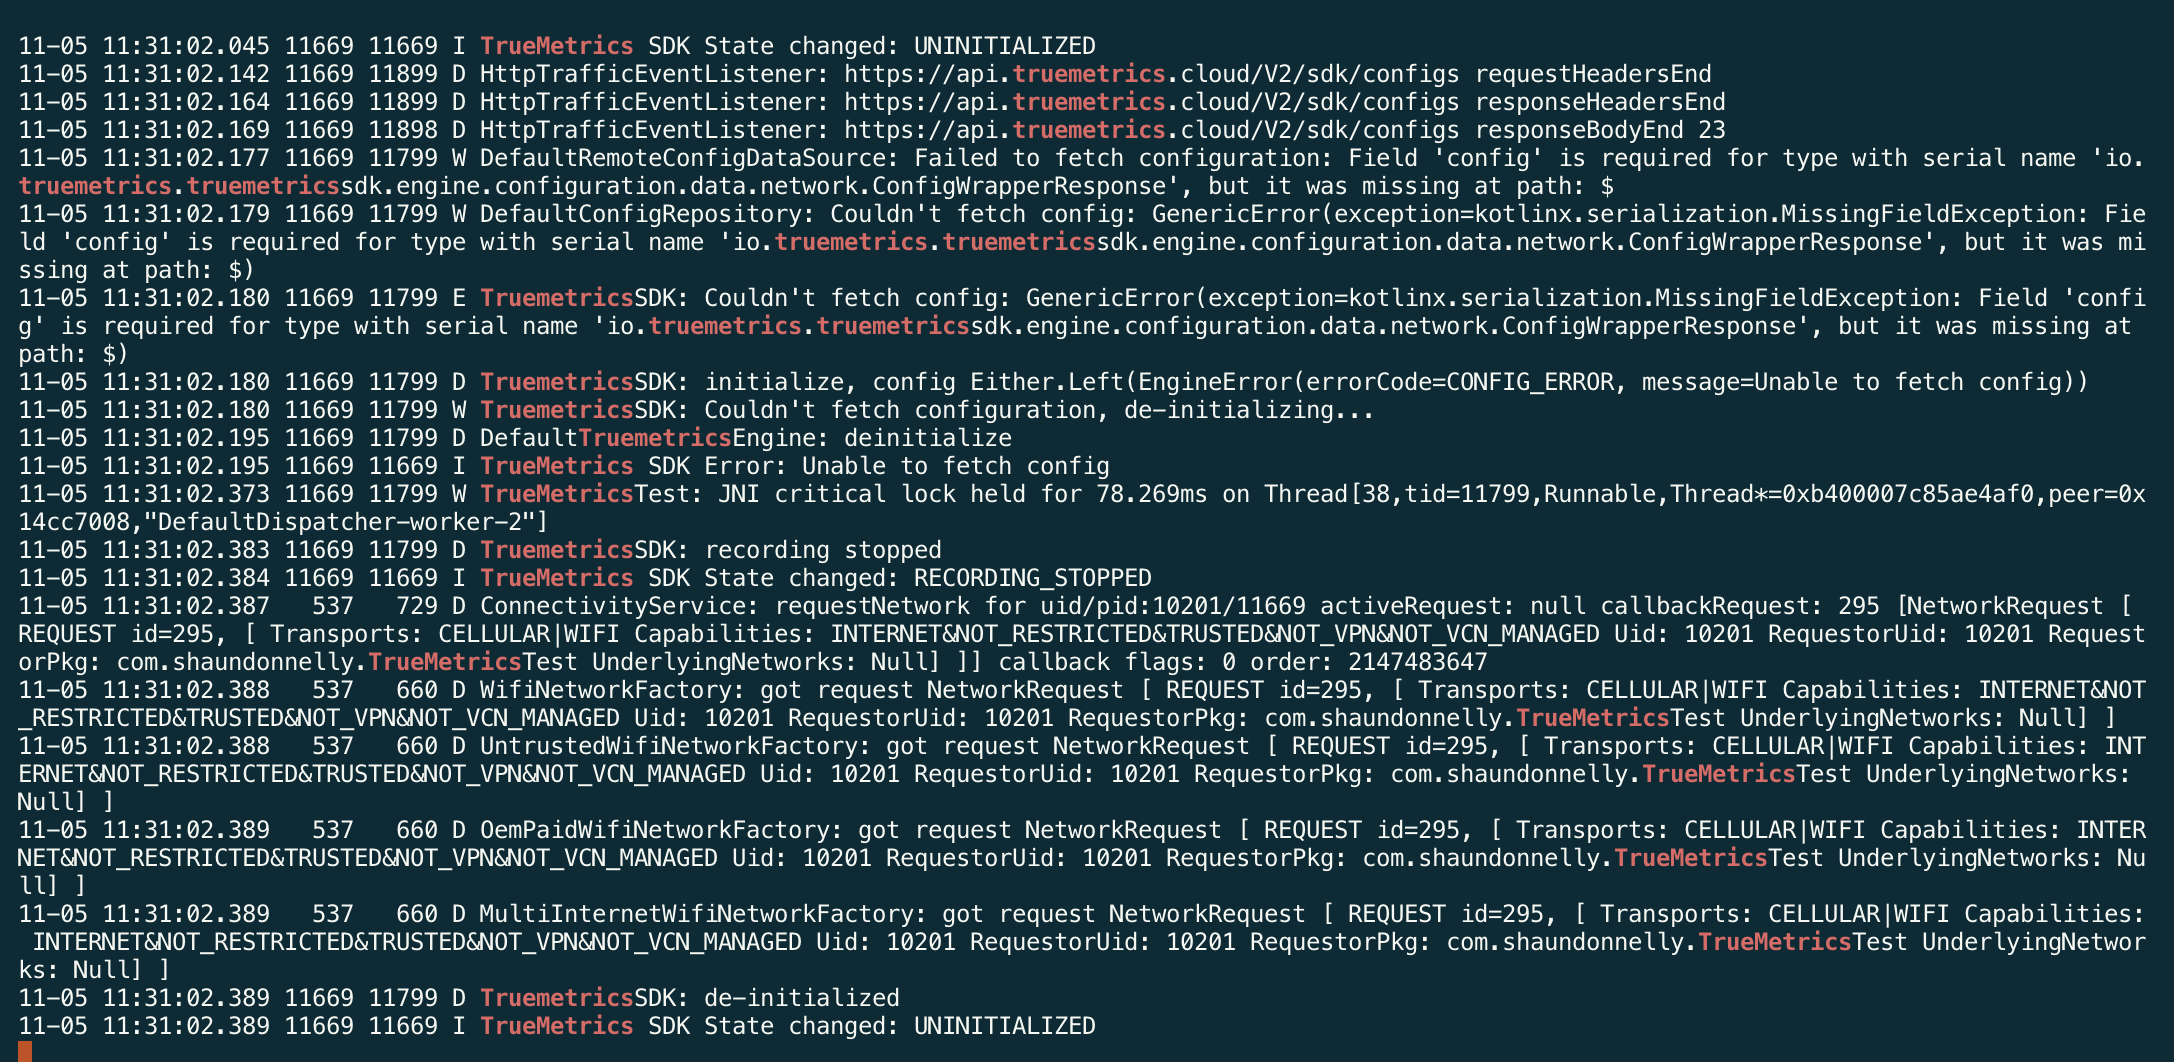 11-05 11:31:02.045 11669 11669 I TrueMetrics SDK State changed: UNINITIALIZED
11-05 11:31:02.142 11669 11899 D HttpTrafficEventListener: https://api.truemetrics.cloud/V2/sdk/configs requestHeadersEnd
11-05 11:31:02.164 11669 11899 D HttpTrafficEventListener: https://api.truemetrics.cloud/V2/sdk/configs responseHeadersEnd
11-05 11:31:02.169 11669 11898 D HttpTrafficEventListener: https://api.truemetrics.cloud/V2/sdk/configs responseBodyEnd 23
11-05 11:31:02.177 11669 11799 W DefaultRemoteConfigDataSource: Failed to fetch configuration: Field 'config' is required for type with serial name 'io.
truemetrics.truemetricssdk.engine.configuration.data.network.ConfigWrapperResponse', but it was missing at path: $
11-05 11:31:02.179 11669 11799 W DefaultConfigRepository: Couldn't fetch config: GenericError(exception=kotlinx.serialization.MissingFieldException: Fie
ld 'config' is required for type with serial name 'io.truemetrics.truemetricssdk.engine.configuration.data.network.ConfigWrapperResponse', but it was mi
ssing at path: $)
11-05 11:31:02.180 11669 11799 E TruemetricsSDK: Couldn't fetch config: GenericError(exception=kotlinx.serialization.MissingFieldException: Field 'confi
g' is required for type with serial name 'io.truemetrics.truemetricssdk.engine.configuration.data.network.ConfigWrapperResponse', but it was missing at
path: $)
11-05 11:31:02.180 11669 11799 D TruemetricsSDK: initialize, config Either.Left(EngineError(errorCode=CONFIG_ERROR, message=Unable to fetch config))
11-05 11:31:02.180 11669 11799 W TruemetricsSDK: Couldn't fetch configuration, de-initializing...
11-05 11:31:02.195 11669 11799 D DefaultTruemetricsEngine: deinitialize
11-05 11:31:02.195 11669 11669 I TrueMetrics SDK Error: Unable to fetch config
11-05 11:31:02.373 11669 11799 W TrueMetricsTest: JNI critical lock held for 78.269ms on Thread[38,tid=11799,Runnable,Thread*=0xb400007c85ae4af0,peer=0x
14cc7008,"DefaultDispatcher-worker-2"]
11-05 11:31:02.383 11669 11799 D TruemetricsSDK: recording stopped
11-05 11:31:02.384 11669 11669 I TrueMetrics SDK State changed: RECORDING_STOPPED
11-05 11:31:02.387   537   729 D ConnectivityService: requestNetwork for uid/pid:10201/11669 activeRequest: null callbackRequest: 295 [NetworkRequest [
REQUEST id=295, [ Transports: CELLULAR|WIFI Capabilities: INTERNET&NOT_RESTRICTED&TRUSTED&NOT_VPN&NOT_VCN_MANAGED Uid: 10201 RequestorUid: 10201 Request
orPkg: com.shaundonnelly.TrueMetricsTest UnderlyingNetworks: Null] ]] callback flags: 0 order: 2147483647
11-05 11:31:02.388   537   660 D WifiNetworkFactory: got request NetworkRequest [ REQUEST id=295, [ Transports: CELLULAR|WIFI Capabilities: INTERNET&NOT
_RESTRICTED&TRUSTED&NOT_VPN&NOT_VCN_MANAGED Uid: 10201 RequestorUid: 10201 RequestorPkg: com.shaundonnelly.TrueMetricsTest UnderlyingNetworks: Null] ]
11-05 11:31:02.388   537   660 D UntrustedWifiNetworkFactory: got request NetworkRequest [ REQUEST id=295, [ Transports: CELLULAR|WIFI Capabilities: INT
ERNET&NOT_RESTRICTED&TRUSTED&NOT_VPN&NOT_VCN_MANAGED Uid: 10201 RequestorUid: 10201 RequestorPkg: com.shaundonnelly.TrueMetricsTest UnderlyingNetworks:
Null] ]
11-05 11:31:02.389   537   660 D OemPaidWifiNetworkFactory: got request NetworkRequest [ REQUEST id=295, [ Transports: CELLULAR|WIFI Capabilities: INTER
NET&NOT_RESTRICTED&TRUSTED&NOT_VPN&NOT_VCN_MANAGED Uid: 10201 RequestorUid: 10201 RequestorPkg: com.shaundonnelly.TrueMetricsTest UnderlyingNetworks: Nu
ll] ]
11-05 11:31:02.389   537   660 D MultiInternetWifiNetworkFactory: got request NetworkRequest [ REQUEST id=295, [ Transports: CELLULAR|WIFI Capabilities:
 INTERNET&NOT_RESTRICTED&TRUSTED&NOT_VPN&NOT_VCN_MANAGED Uid: 10201 RequestorUid: 10201 RequestorPkg: com.shaundonnelly.TrueMetricsTest UnderlyingNetwor
ks: Null] ]
11-05 11:31:02.389 11669 11799 D TruemetricsSDK: de-initialized
11-05 11:31:02.389 11669 11669 I TrueMetrics SDK State changed: UNINITIALIZED